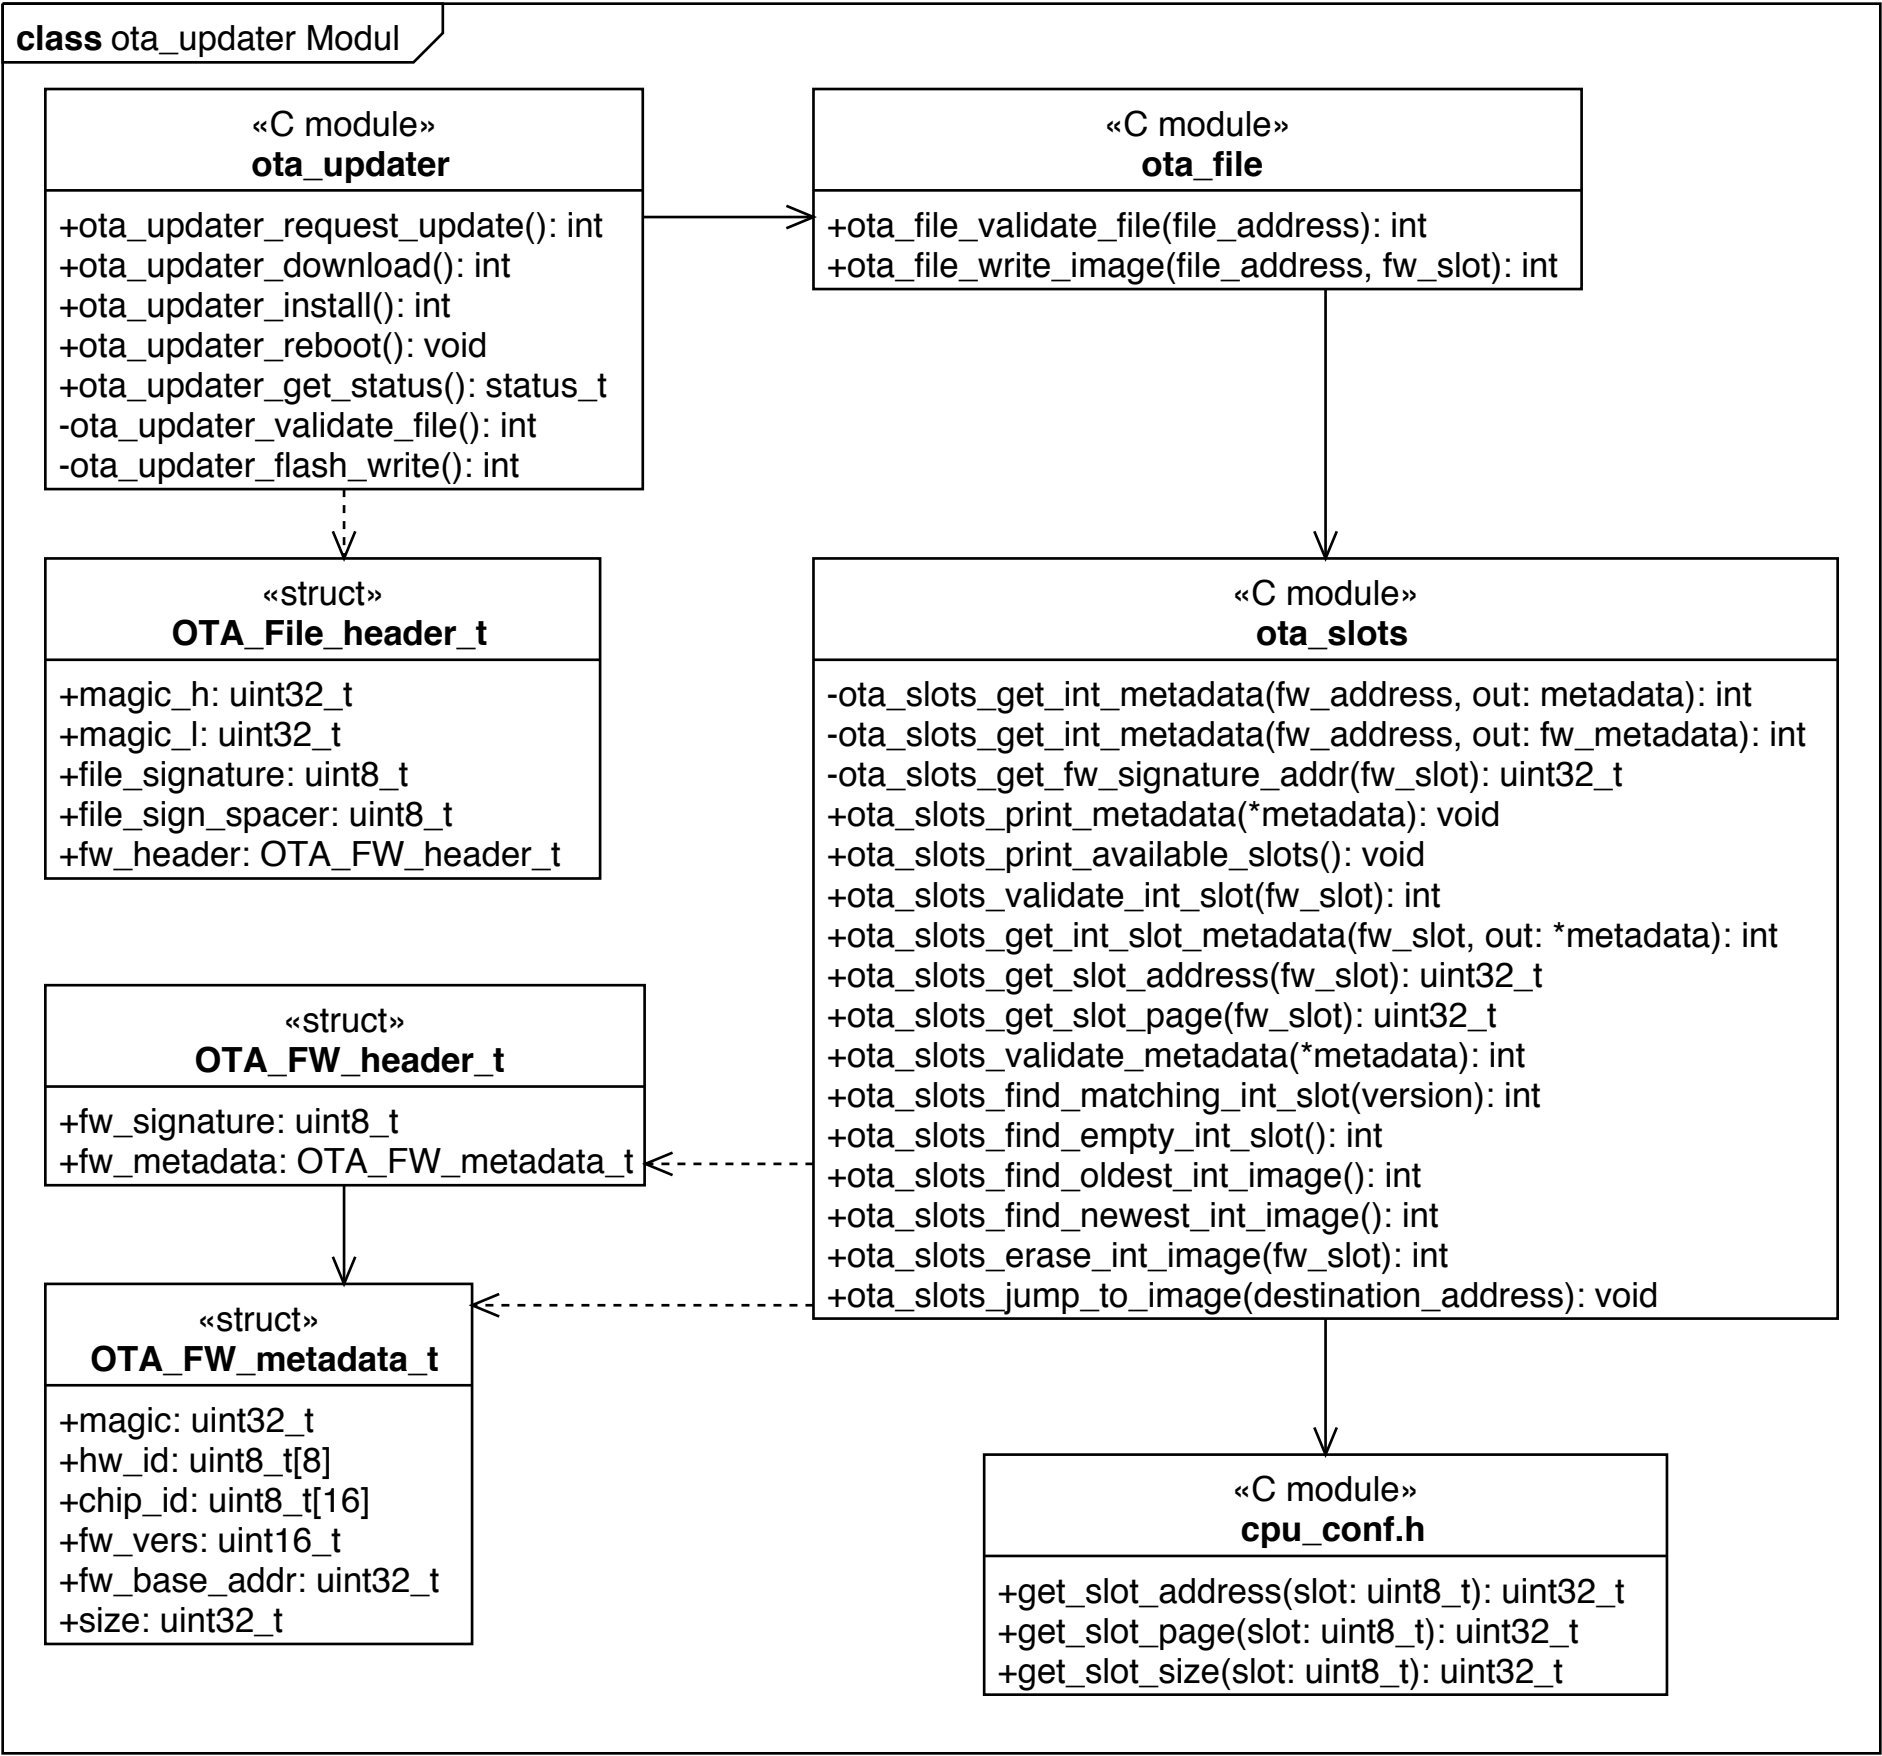 class ota_updater Modul
«C module»
ota_updater
+ota_updater_request_update(): int
+ota_updater_download(): int
+ota_updater_install(): int
+ota_updater_reboot(): void
+ota_updater_get_status(): status_t
-ota_updater_validate_file(): int
-ota_updater_flash_write(): int
«C module»
ota_file
+ota_file_validate_file(file_address): int
+ota_file_write_image(file_address, fw_slot): int
«struct»
OTA_File_header_t
+magic_h: uint32_t
+magic_l: uint32_t
+file_signature: uint8_t
+file_sign_spacer: uint8_t
+fw_header: OTA_FW_header_t
«C module»
ota_slots
-ota_slots_get_int_metadata(fw_address, out: metadata): int
-ota_slots_get_int_metadata(fw_address, out: fw_metadata): int
-ota_slots_get_fw_signature_addr(fw_slot): uint32_t
+ota_slots_print_metadata(*metadata): void
+ota_slots_print_available_slots(): void
+ota_slots_validate_int_slot(fw_slot): int
+ota_slots_get_int_slot_metadata(fw_slot, out: *metadata): int
+ota_slots_get_slot_address(fw_slot): uint32_t
+ota_slots_get_slot_page(fw_slot): uint32_t
+ota_slots_validate_metadata(*metadata): int
+ota_slots_find_matching_int_slot(version): int
+ota_slots_find_empty_int_slot(): int
+ota_slots_find_oldest_int_image(): int
+ota_slots_find_newest_int_image(): int
+ota_slots_erase_int_image(fw_slot): int
+ota_slots_jump_to_image(destination_address): void
«struct»
OTA_FW_header_t
+fw_signature: uint8_t
+fw_metadata: OTA_FW_metadata_t
«struct»
OTA_FW_metadata_t
+magic: uint32_t
+hw_id: uint8_t[8]
+chip_id: uint8_t[16]
+fw_vers: uint16_t
+fw_base_addr: uint32_t
+size: uint32_t
«C module»
cpu_conf.h
+get_slot_address(slot: uint8_t): uint32_t
+get_slot_page(slot: uint8_t): uint32_t
+get_slot_size(slot: uint8_t): uint32_t